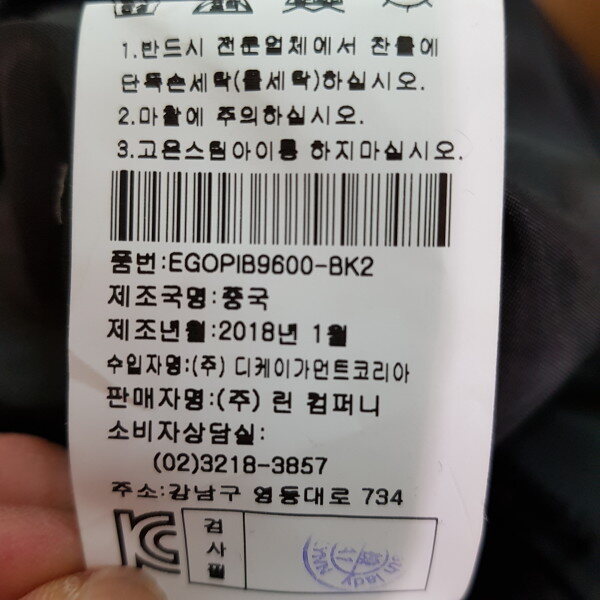 1.반드시 전문업체에서 찬물에
단독손세탁(물세탁)하십시오.
2.마찰에 주의하십시오.
3.고온스팀아이롱 하지마십시오.
품번:EGOPIB9600-BK2
제조국명:중국
제조년월:2018년 1월
수입자명:(주) 디케이가먼트코리아
판매자명:(주) 린 컴퍼니
소비자상담실:
(02)3218-3857
주소:강남구 영동대로 734
검
사
필